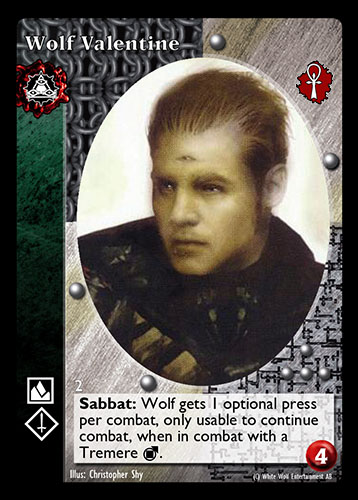 Wolf Valentine
2
Sabbat: Wolf gets 1 optional press
per combat, only usable to continue
combat, when in combat with a
Tremere .
4
Illus: Christopher Shy
(C) White Wolf Entertainment AB